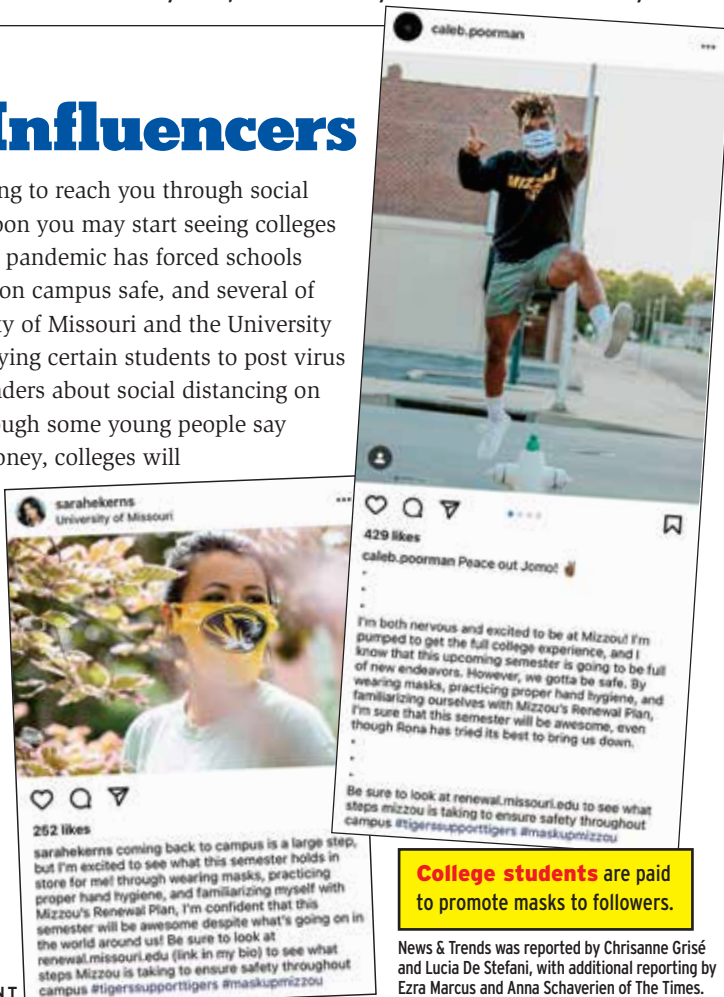 Influencers
ing to reach you through social
oon you may start seeing colleges
pandemic has forced schools
on campus safe, and several of
ty of Missouri and the University
ying certain students to post virus
nders about social distancing on
ough some young people say
oney, colleges will
caleb.poorman
MIZZOU
429 likes
caleb.poorman Peace out Jomo! ✌🏾
.
.
.
I'm both nervous and excited to be at Mizzou! I'm
pumped to get the full college experience, and I
know that this upcoming semester is going to be full
of new endeavors. However, we gotta be safe. By
wearing masks, practicing proper hand hygiene, and
familiarizing ourselves with Mizzou's Renewal Plan,
I'm sure that this semester will be awesome, even
though Rona has tried its best to bring us down.
.
.
.
Be sure to look at renewal.missouri.edu to see what
steps mizzou is taking to ensure safety throughout
campus #tigerssupporttigers #maskupmizzou
sarahekerns
University of Missouri
252 likes
sarahekerns coming back to campus is a large step,
but I'm excited to see what this semester holds in
store for me! through wearing masks, practicing
proper hand hygiene, and familiarizing myself with
Mizzou's Renewal Plan, I'm confident that this
semester will be awesome despite what's going on in
the world around us! Be sure to look at
renewal.missouri.edu (link in my bio) to see what
steps Mizzou is taking to ensure safety throughout
campus #tigerssupporttigers #maskupmizzou
College students are paid
to promote masks to followers.
News & Trends was reported by Chrisanne Grisé
and Lucia De Stefani, with additional reporting by
Ezra Marcus and Anna Schaverien of The Times.
NT